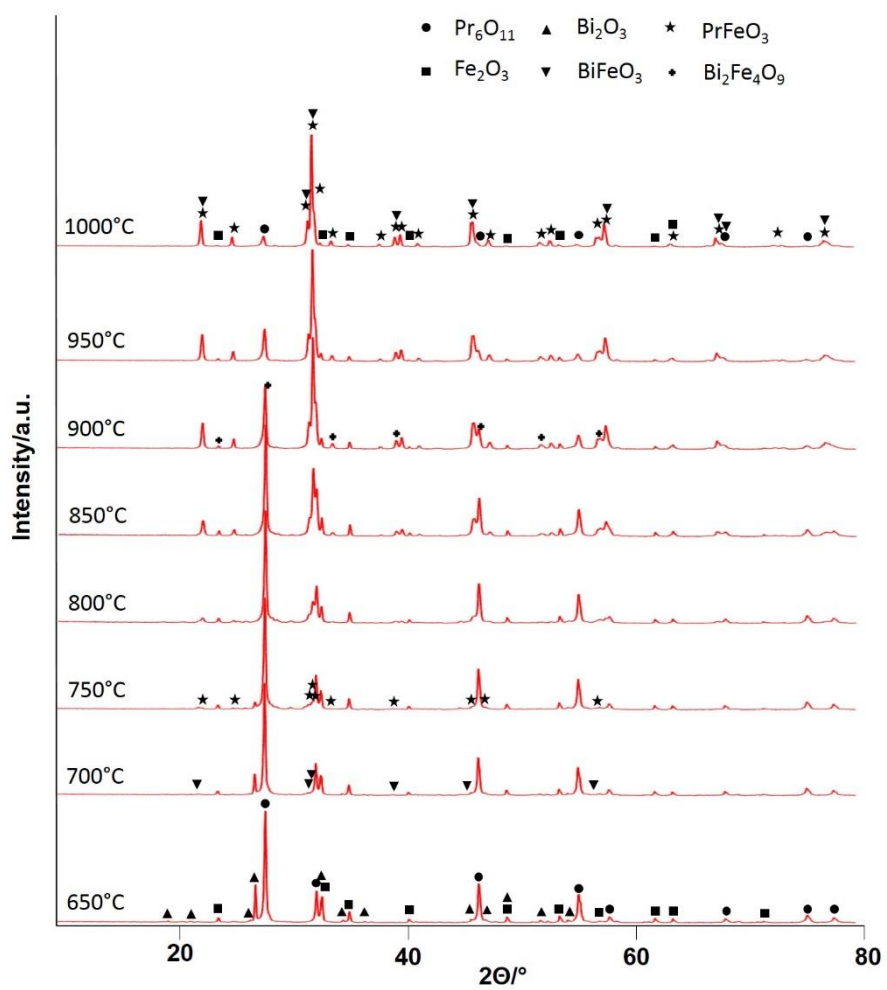 Pr₆O₁₁ Bi₂O₃ PrFeO₃
Fe₂O₃ BiFeO₃ Bi₂Fe₄O₉
1000°C
950°C
900°C
850°C
800°C
750°C
700°C
650°C
Intensity/a.u.
20 40 60 80
2Θ/°